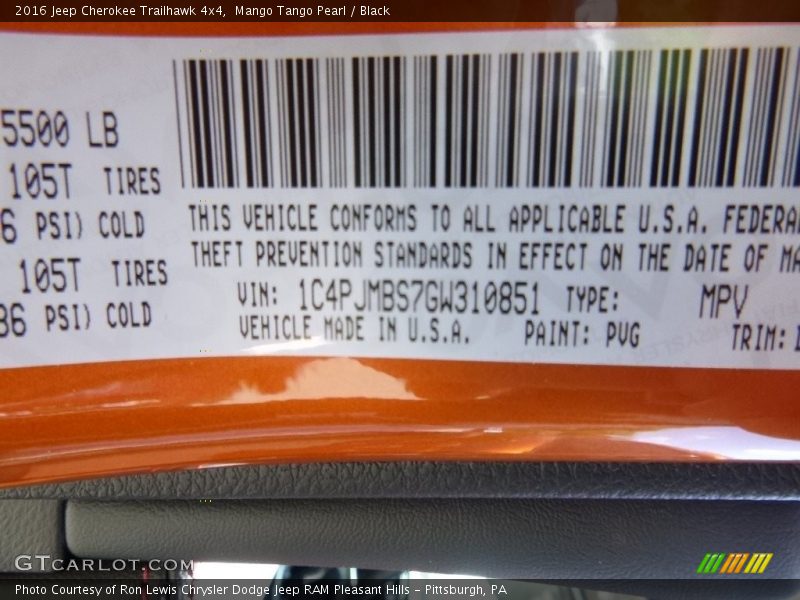 2016 Jeep Cherokee Trailhawk 4x4,  Mango Tango Pearl / Black
5500 LB
105T TIRES
6 PSI) COLD
105T TIRES
36 PSI) COLD
THIS VEHICLE CONFORMS TO ALL APPLICABLE U.S.A. FEDERA
THEFT PREVENTION STANDARDS IN EFFECT ON THE DATE OF MA
VIN: 1C4PJMBS7GW310851 TYPE: MPV
VEHICLE MADE IN U.S.A. PAINT: PVG TRIM:
GTCARLOT.COM
Photo Courtesy of Ron Lewis Chrysler Dodge Jeep RAM Pleasant Hills – Pittsburgh, PA